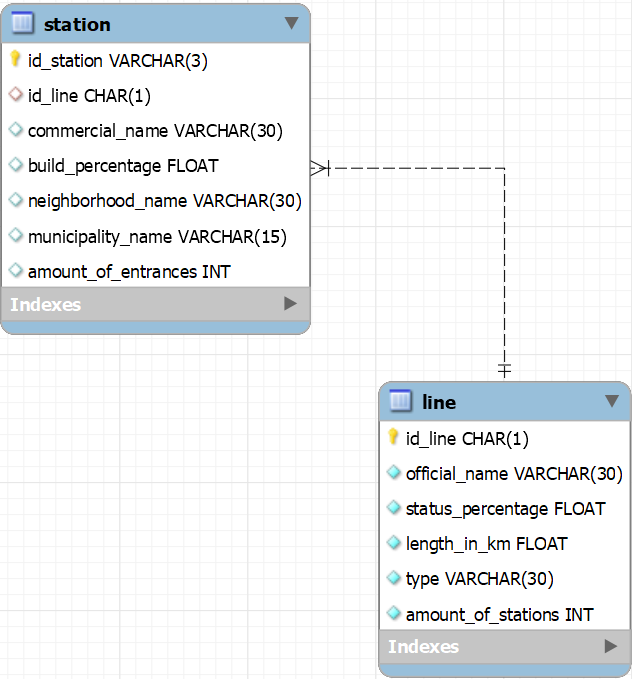 station
id_station VARCHAR(3)
id_line CHAR(1)
commercial_name VARCHAR(30)
build_percentage FLOAT
neighborhood_name VARCHAR(30)
municipality_name VARCHAR(15)
amount_of_entrances INT
Indexes
line
id_line CHAR(1)
official_name VARCHAR(30)
status_percentage FLOAT
length_in_km FLOAT
type VARCHAR(30)
amount_of_stations INT
Indexes